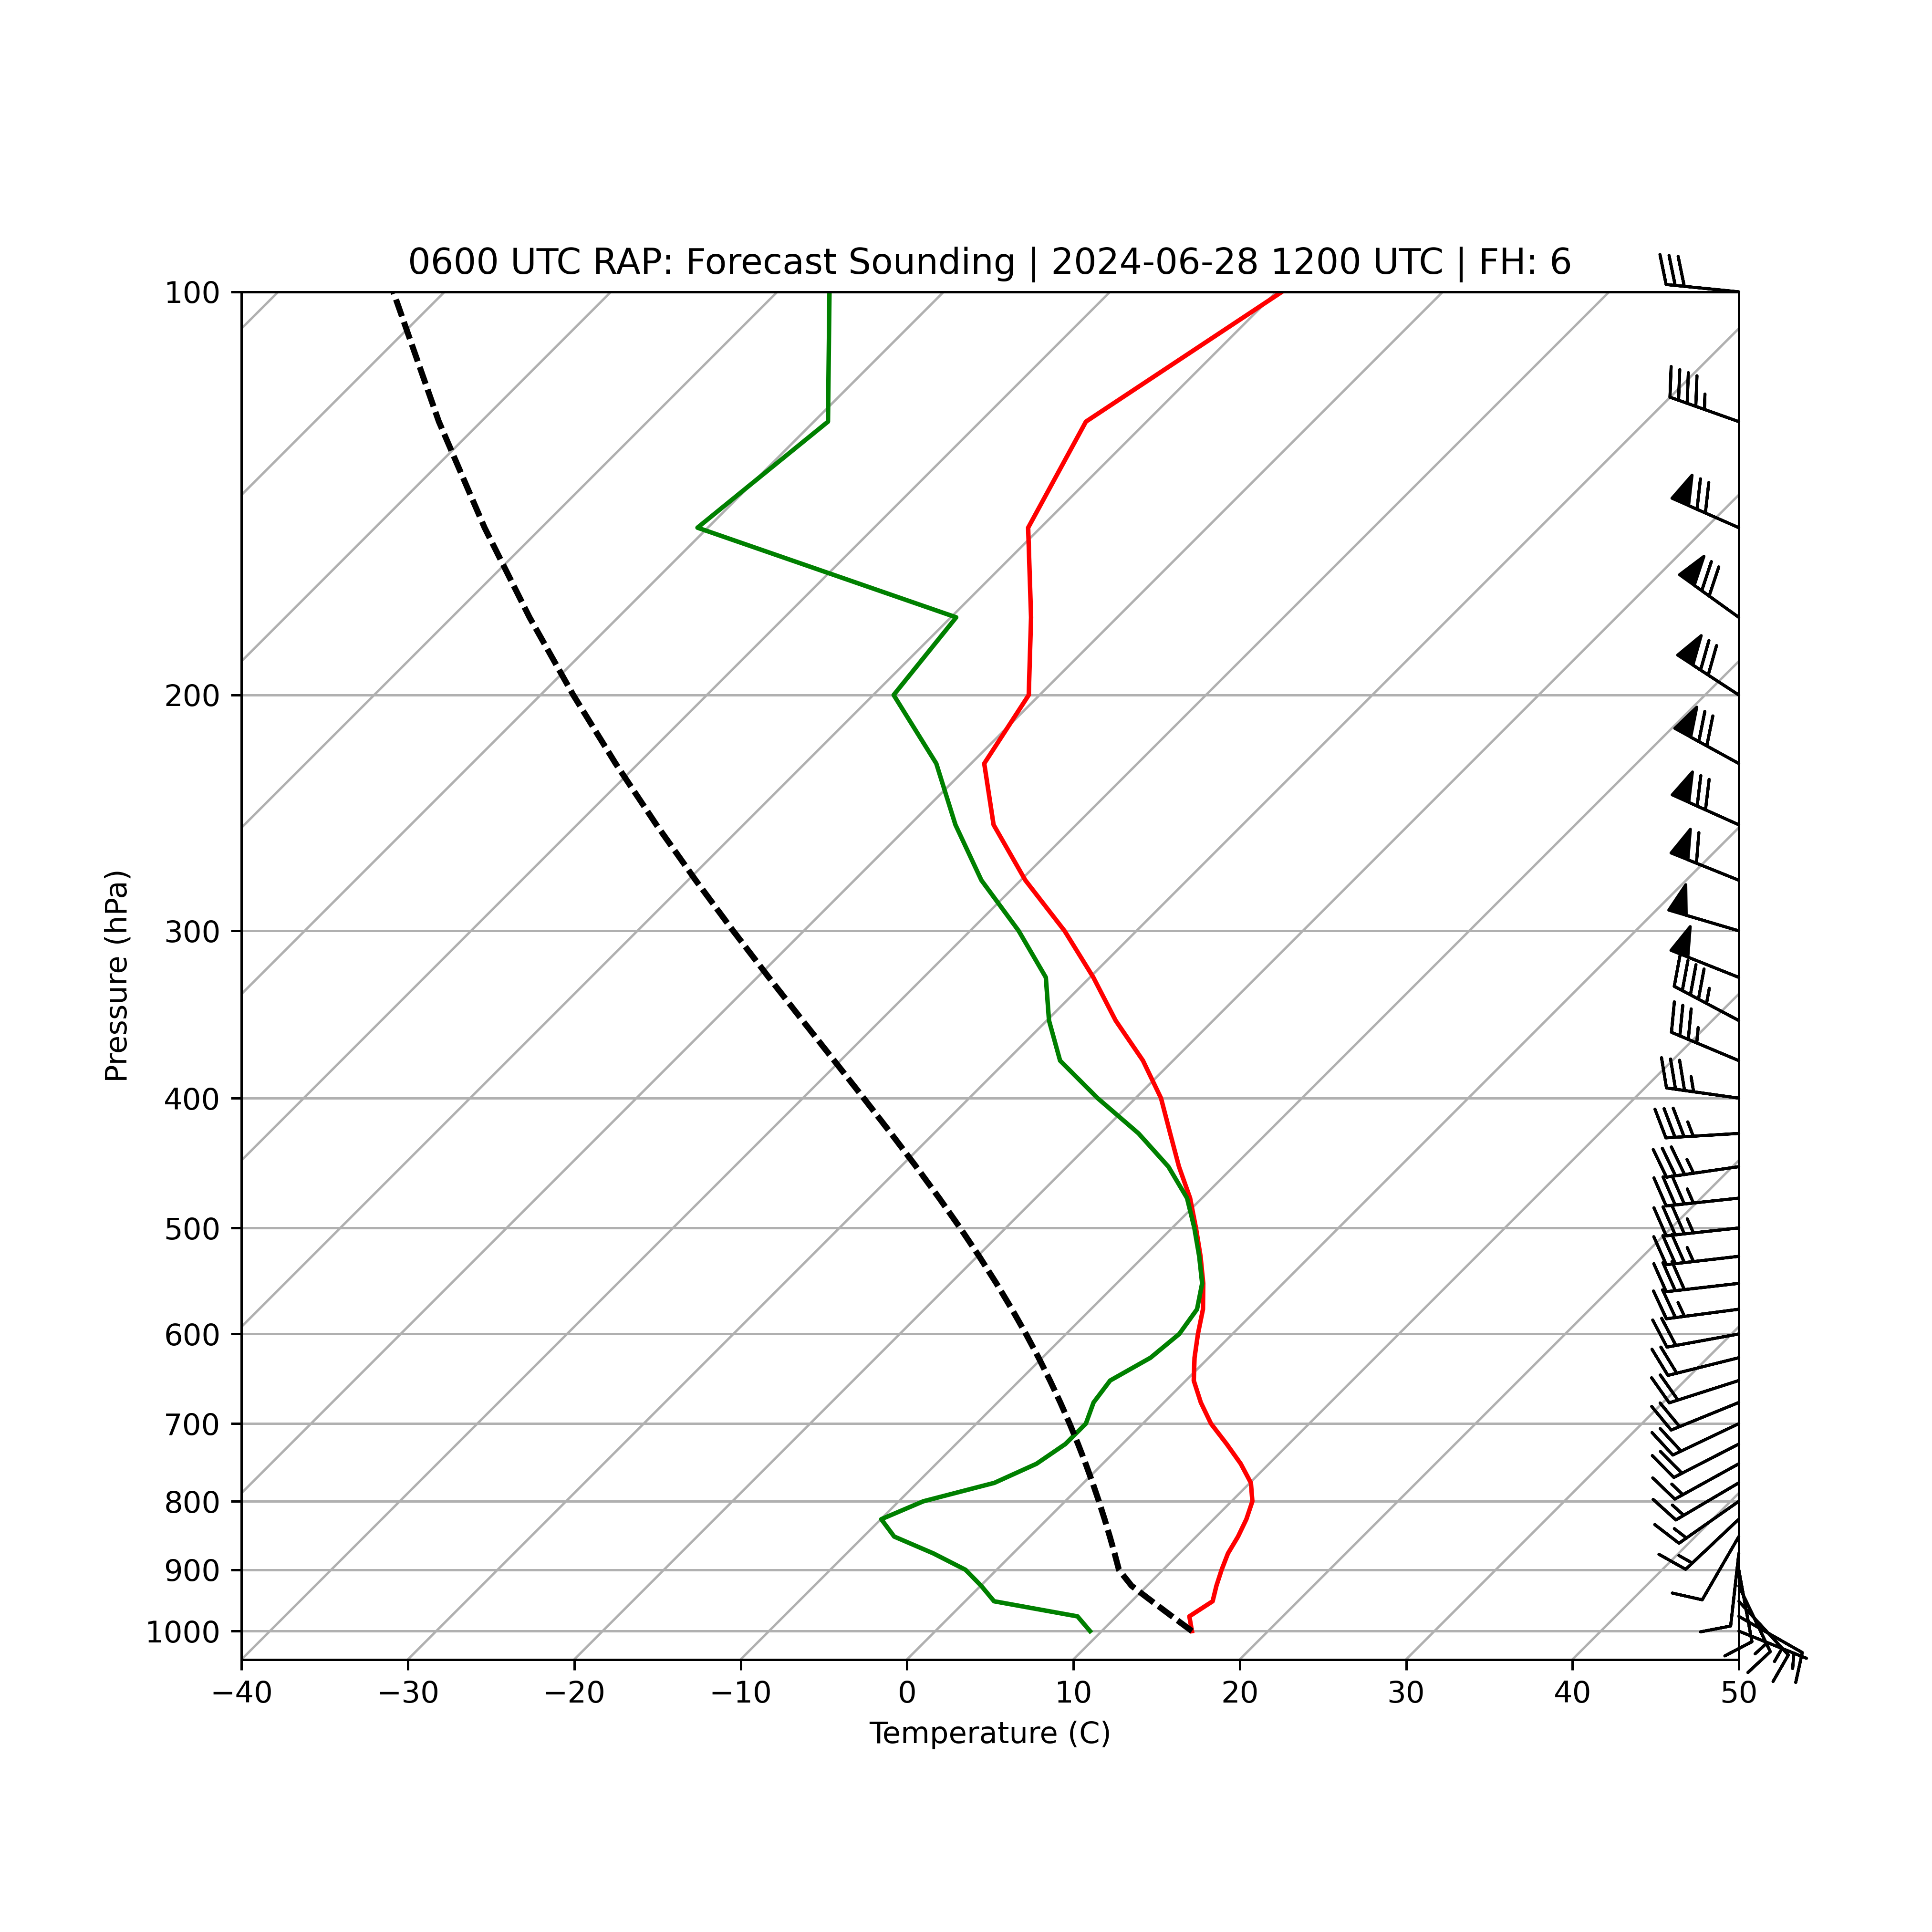 0600 UTC RAP: Forecast Sounding | 2024-06-28 1200 UTC | FH: 6
100
200
300
400
500
600
700
800
900
1000
Pressure (hPa)
−40 −30 −20 −10 0 10 20 30 40 50
Temperature (C)